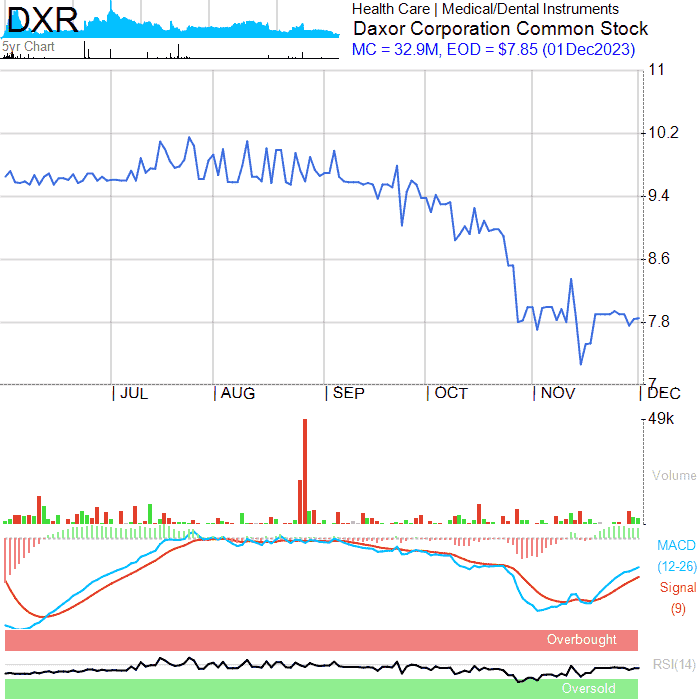 DXR
5yr Chart
Health Care | Medical/Dental Instruments
Daxor Corporation Common Stock
MC = 32.9M, EOD = $7.85 (01Dec2023)
11
10.2
9.4
8.6
7.8
7
JUL AUG SEP OCT NOV DEC
49k
Volume
MACD
(12-26)
Signal
(9)
Overbought
RSI(14)
Oversold